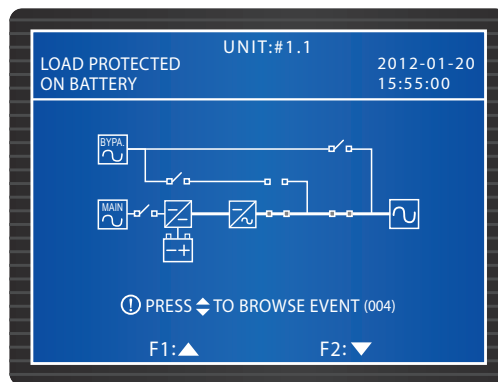 UNIT:#1.1
LOAD PROTECTED
ON BATTERY
2012-01-20
15:55:00
BYPA.
MAIN
PRESS TO BROWSE EVENT (004)
F1:
F2: